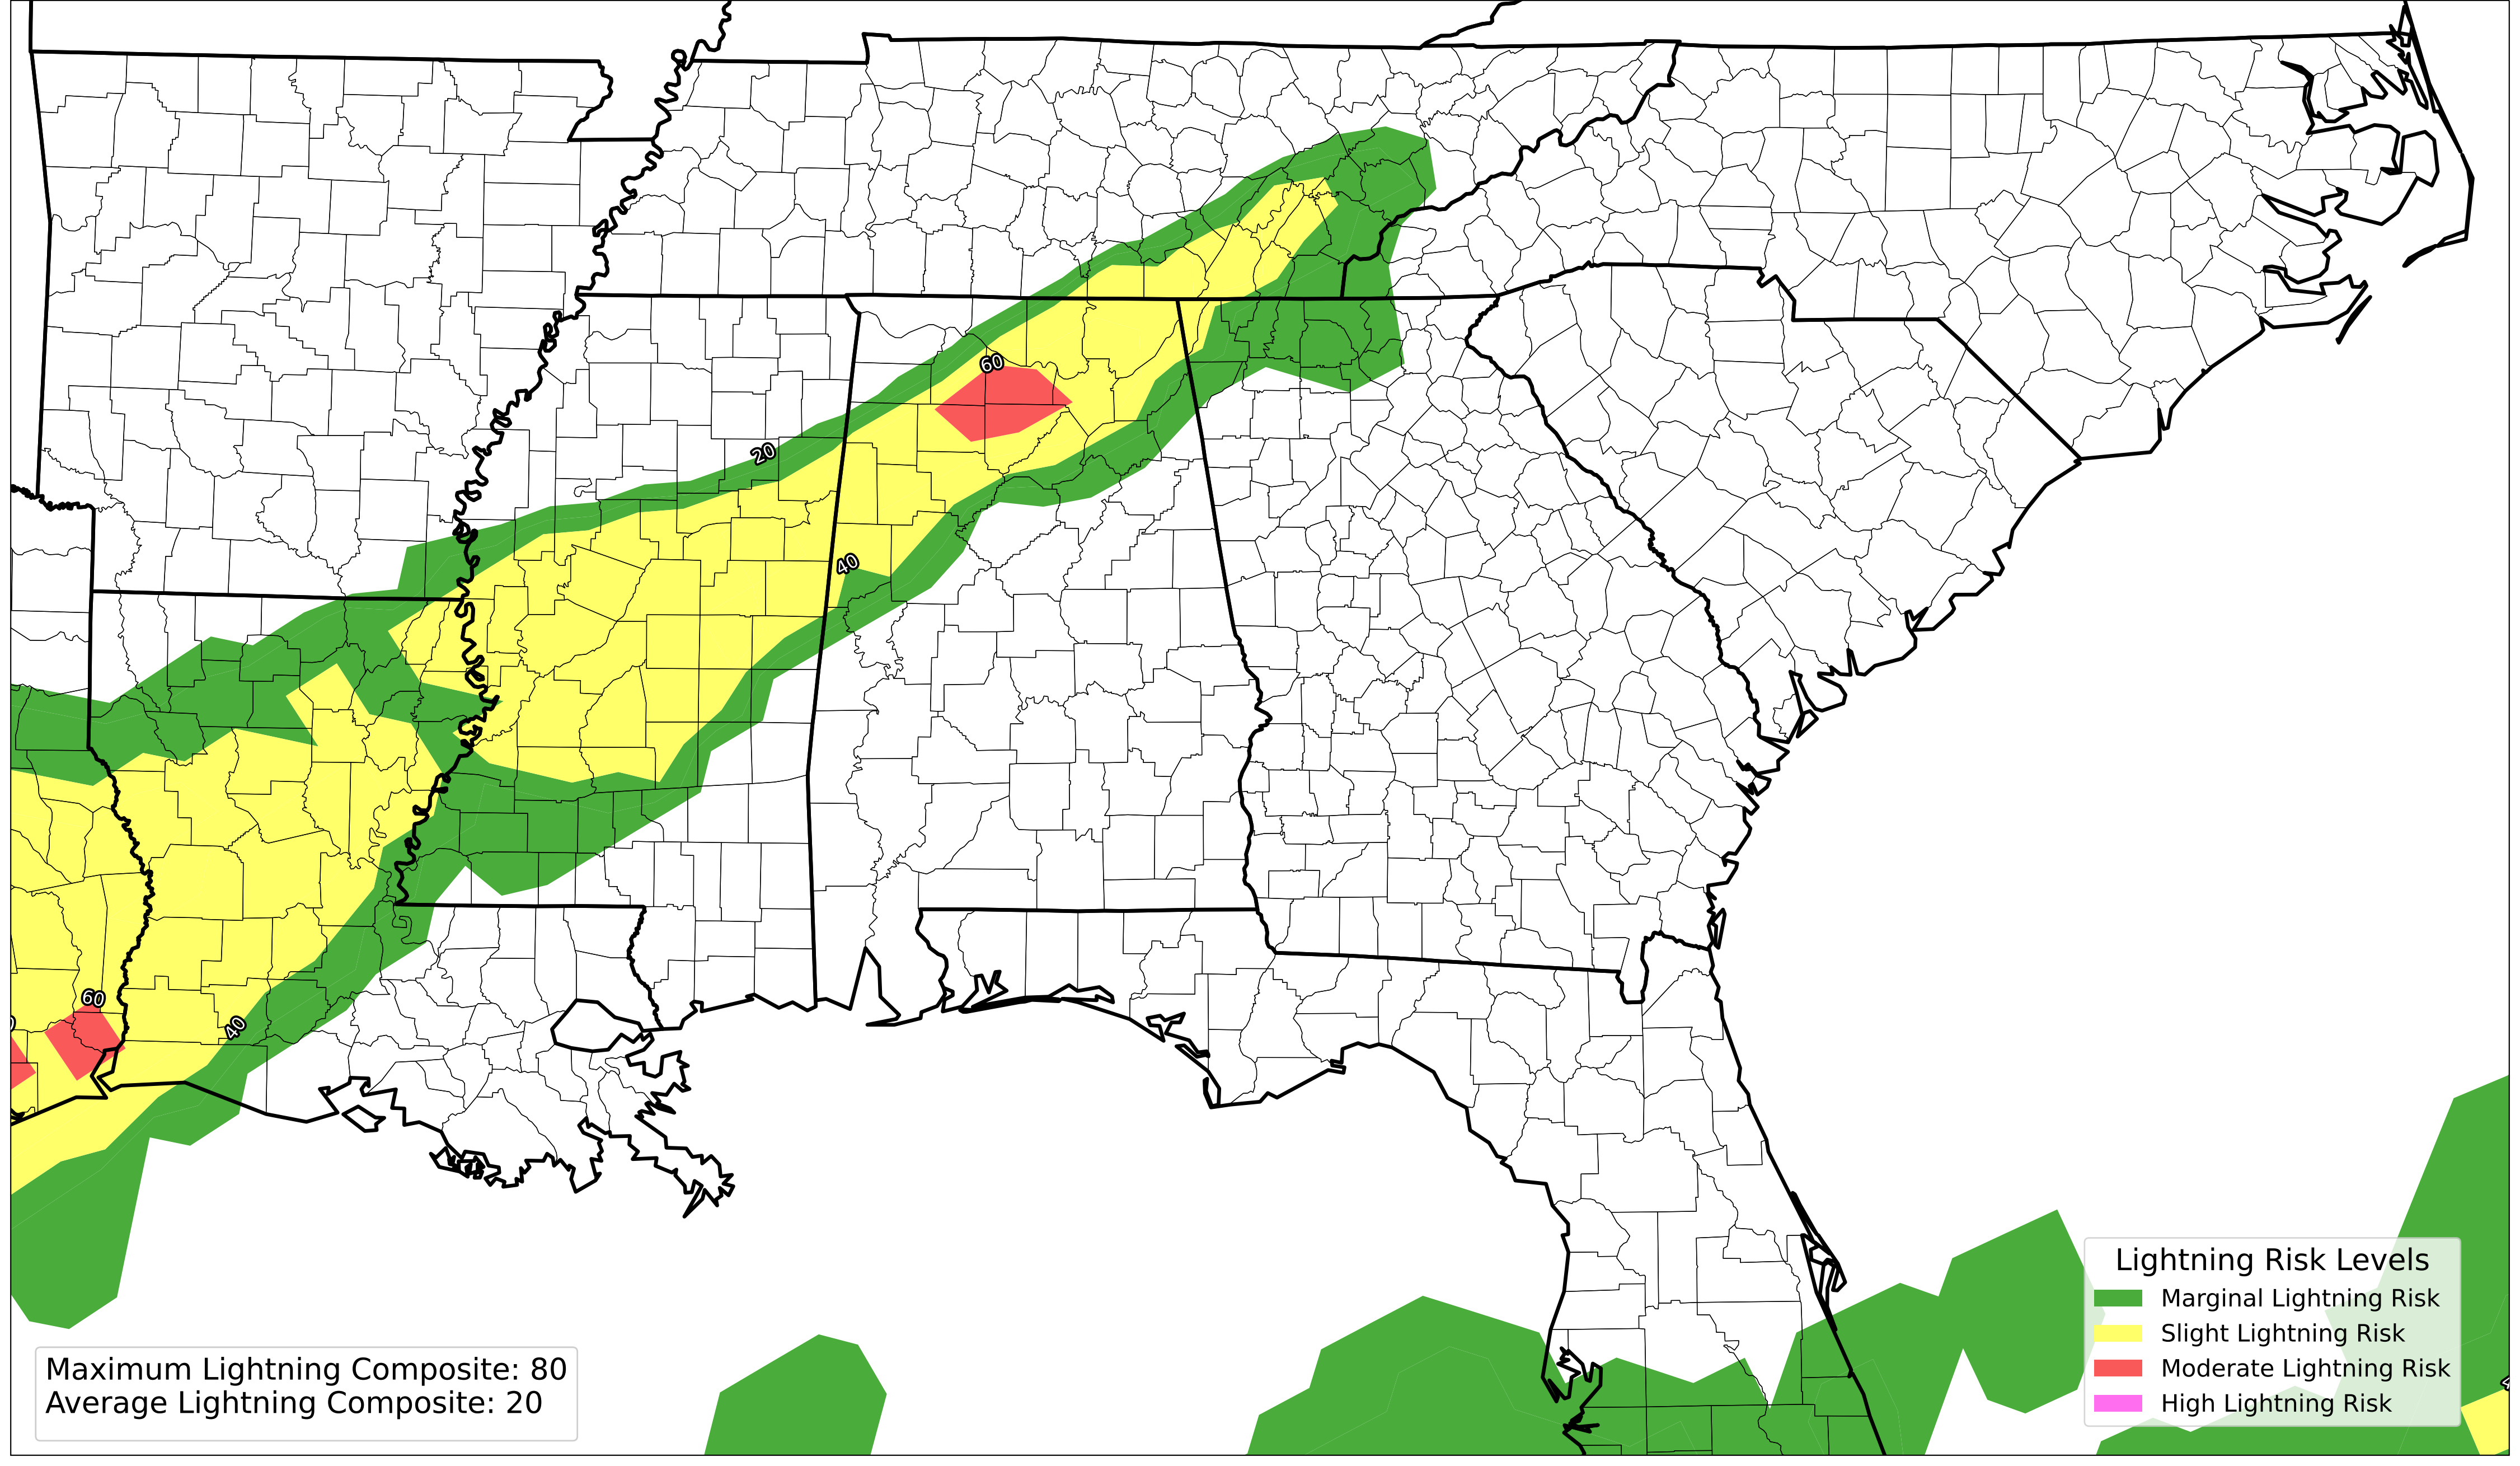 60
20
40
60
40
Lightning Risk Levels
Marginal Lightning Risk
Slight Lightning Risk
Moderate Lightning Risk
High Lightning Risk
Maximum Lightning Composite: 80
Average Lightning Composite: 20